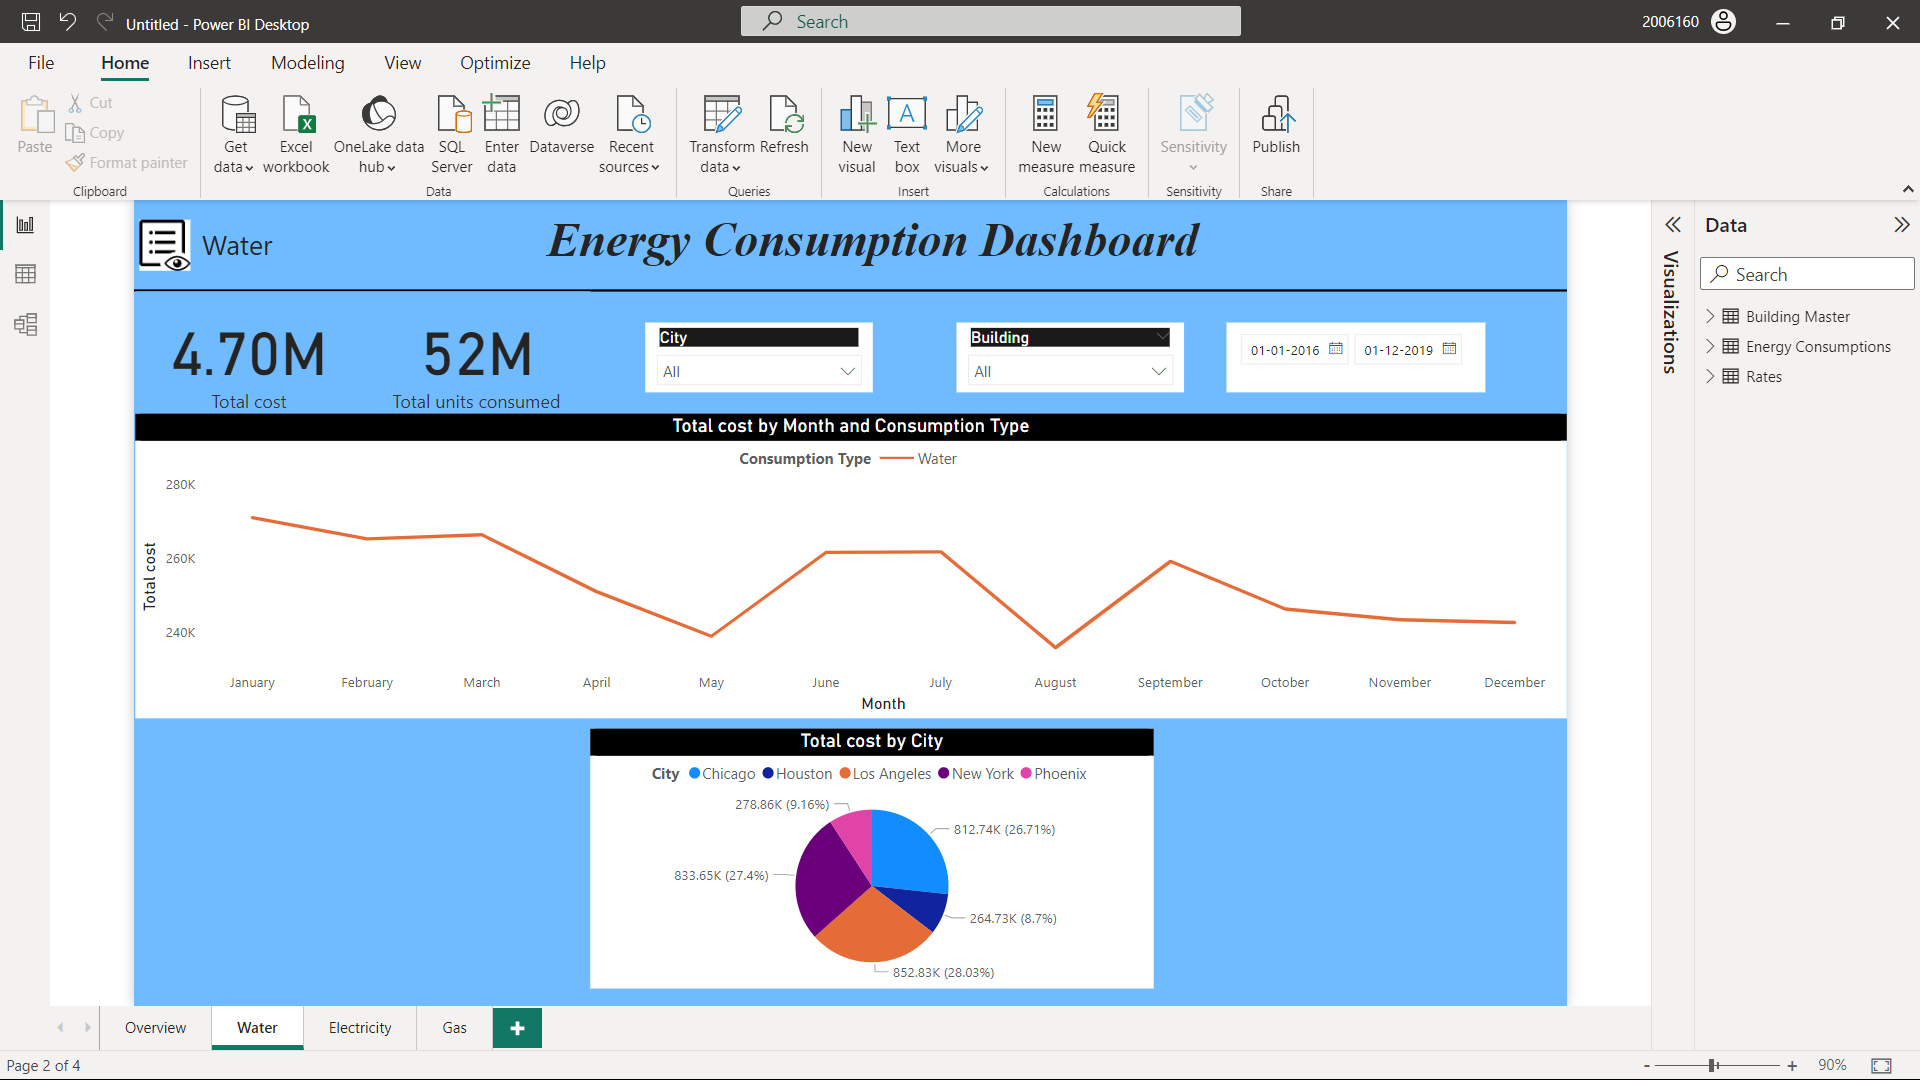 Untitled - Power BI Desktop
Search
2006160
File Home Insert Modeling View Optimize Help
Paste
Cut
Copy
Format painter
Clipboard
Get data
Excel workbook
OneLake data hub
SQL Server
Enter data
Dataverse
Recent sources
Data
Transform data
Refresh
Queries
New visual
Text box
More visuals
Insert
New measure
Quick measure
Calculations
Sensitivity
Sensitivity
Publish
Share
Water
Energy Consumption Dashboard
4.70M
Total cost
52M
Total units consumed
City
All
Building
All
01-01-2016
01-12-2019
Total cost by Month and Consumption Type
Consumption Type Water
280K
260K
240K
Total cost
January February March April May June July August September October November December
Month
Total cost by City
City Chicago Houston Los Angeles New York Phoenix
278.86K (9.16%)
812.74K (26.71%)
833.65K (27.4%)
264.73K (8.7%)
852.83K (28.03%)
Visualizations
Data
Search
Building Master
Energy Consumptions
Rates
Overview Water Electricity Gas +
Page 2 of 4
- + 90%